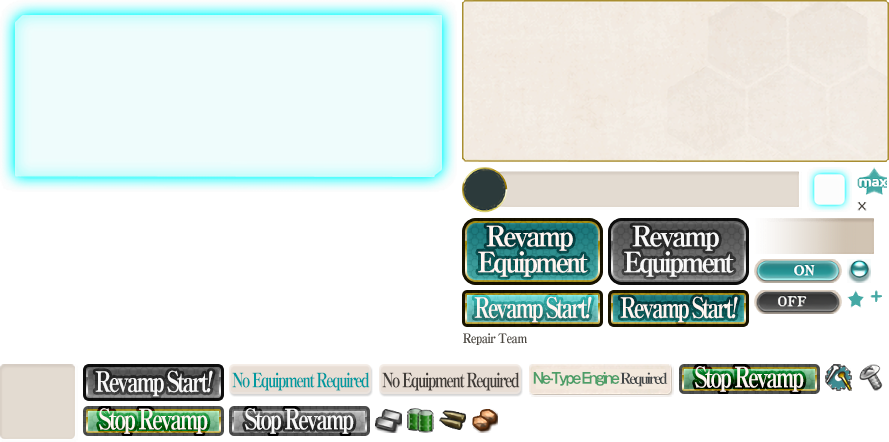 max
×
Revamp
Equipment
Revamp
Equipment
ON
Revamp Start!
Revamp Start!
OFF
Repair Team
Revamp Start!
No Equipment Required
No Equipment Required
Ne-Type Engine Required
Stop Revamp
Stop Revamp
Stop Revamp